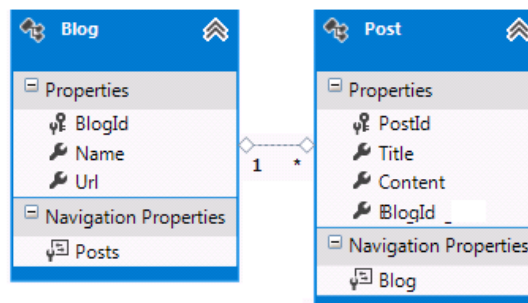 Blog
Properties
BlogId
Name
Url
Navigation Properties
Posts
1 *
Post
Properties
PostId
Title
Content
BlogId _
Navigation Properties
Blog